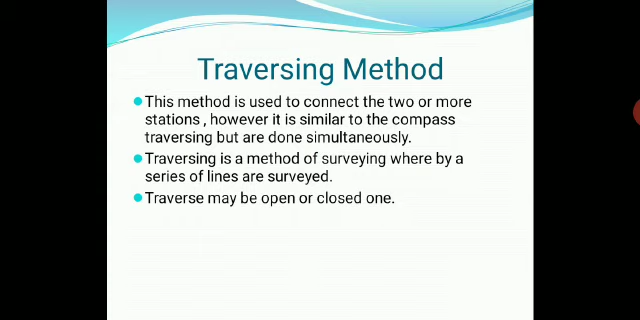 Traversing Method
This method is used to connect the two or more
stations , however it is similar to the compass
traversing but are done simultaneously.
Traversing is a method of surveying where by a
series of lines are surveyed.
Traverse may be open or closed one.